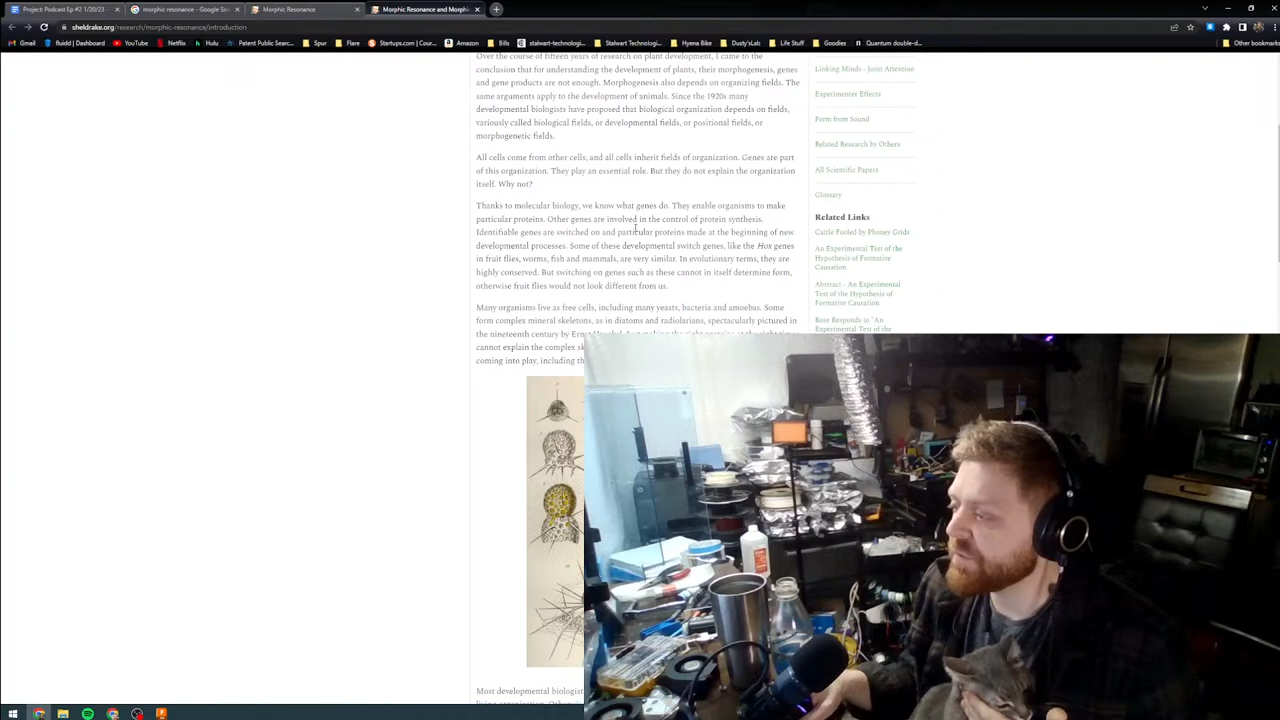 Project: Podcast Ep #2 1/20/23 -
morphic resonance - Google Se
Morphic Resonance
Morphic Resonance and Morphi
sheldrake.org/research/morphic-resonance/introduction
Gmail
fluidd | Dashboard
YouTube
Netflix
Hulu
Patent Public Searc...
Spur
Flare
Startups.com | Cour...
Amazon
Bills
stalwart-technologi...
Stalwart Technologi...
Hyena Bike
Dusty'sLab
Life Stuff
Goodies
Quantum double-d...
Other bookmarks
Over the course of fifteen years of research on plant development, I came to the
conclusion that for understanding the development of plants, their morphogenesis, genes
and gene products are not enough. Morphogenesis also depends on organizing fields. The
same arguments apply to the development of animals. Since the 1920s many
developmental biologists have proposed that biological organization depends on fields,
variously called biological fields, or developmental fields, or positional fields, or
morphogenetic fields.
All cells come from other cells, and all cells inherit fields of organization. Genes are part
of this organization. They play an essential role. But they do not explain the organization
itself. Why not?
Thanks to molecular biology, we know what genes do. They enable organisms to make
particular proteins. Other genes are involved in the control of protein synthesis.
Identifiable genes are switched on and particular proteins made at the beginning of new
developmental processes. Some of these developmental switch genes, like the Hox genes
in fruit flies, worms, fish and mammals, are very similar. In evolutionary terms, they are
highly conserved. But switching on genes such as these cannot in itself determine form,
otherwise fruit flies would not look different from us.
Many organisms live as free cells, including many yeasts, bacteria and amoebas. Some
form complex mineral skeletons, as in diatoms and radiolarians, spectacularly pictured in
the nineteenth century by Ernst Haeckel. Just making the right proteins at the right times
cannot explain the complex sk
coming into play, including th
Most developmental biologist
Linking Minds - Joint Attention
Experimenter Effects
Form from Sound
Related Research by Others
All Scientific Papers
Glossary
Related Links
Cattle Fooled by Phoney Grids
An Experimental Test of the
Hypothesis of Formative
Causation
Abstract - An Experimental
Test of the Hypothesis of
Formative Causation
Rose Responds to "An
Experimental Test of the